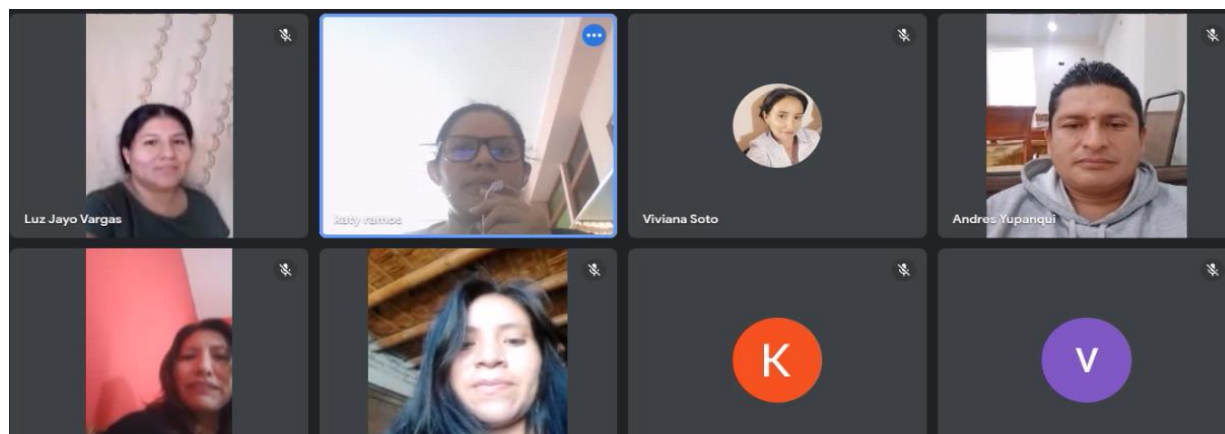 Luz Jayo Vargas
katy ramos
Viviana Soto
Andres Yupanqui
K
V